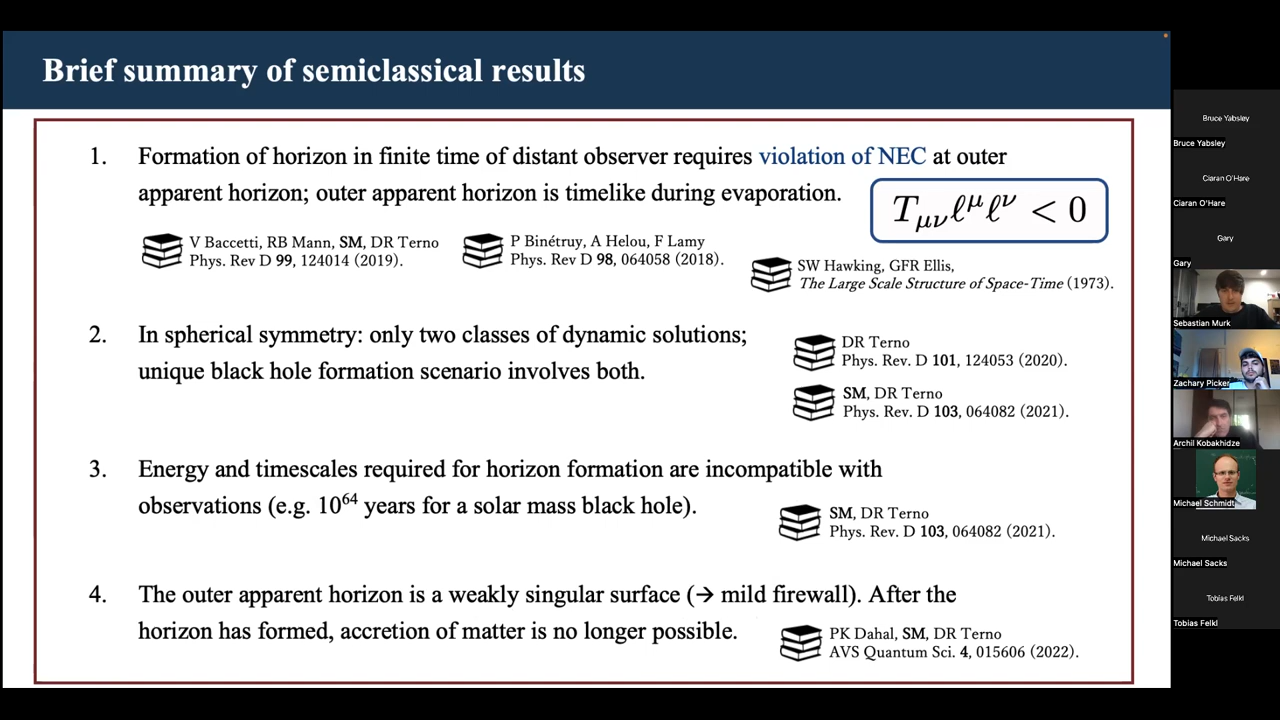 Brief summary of semiclassical results
1. Formation of horizon in finite time of distant observer requires violation of NEC at outer
apparent horizon; outer apparent horizon is timelike during evaporation.
T_{μν}ℓ^μℓ^ν < 0
V Baccetti, RB Mann, SM, DR Terno
Phys. Rev D 99, 124014 (2019).
P Binétruy, A Helou, F Lamy
Phys. Rev D 98, 064058 (2018).
SW Hawking, GFR Ellis,
The Large Scale Structure of Space-Time (1973).
2. In spherical symmetry: only two classes of dynamic solutions;
unique black hole formation scenario involves both.
DR Terno
Phys. Rev. D 101, 124053 (2020).
SM, DR Terno
Phys. Rev. D 103, 064082 (2021).
3. Energy and timescales required for horizon formation are incompatible with
observations (e.g. 10⁶⁴ years for a solar mass black hole).
SM, DR Terno
Phys. Rev. D 103, 064082 (2021).
4. The outer apparent horizon is a weakly singular surface (→ mild firewall). After the
horizon has formed, accretion of matter is no longer possible.
PK Dahal, SM, DR Terno
AVS Quantum Sci. 4, 015606 (2022).
Bruce Yabsley
Bruce Yabsley
Ciaran O'Hare
Ciaran O'Hare
Gary
Gary
Sebastian Murk
Zachary Picker
Archil Kobakhidze
Michael Schmidt
Michael Sacks
Michael Sacks
Tobias Felkl
Tobias Felkl